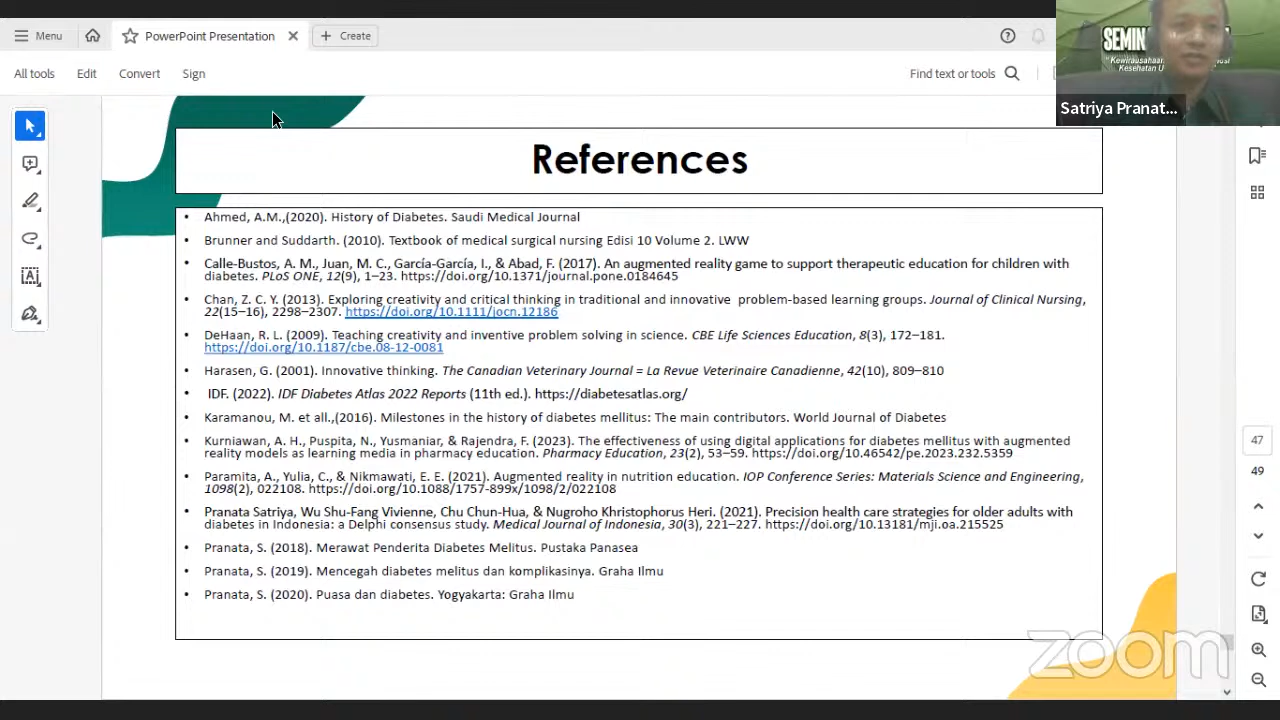 Menu
PowerPoint Presentation
Create
All tools
Edit
Convert
Sign
Find text or tools
SEMIN
"Kewirausahaan
Kesehatan U
Satriya Pranat...
References
• Ahmed, A.M.,(2020). History of Diabetes. Saudi Medical Journal
• Brunner and Suddarth. (2010). Textbook of medical surgical nursing Edisi 10 Volume 2. LWW
• Calle-Bustos, A. M., Juan, M. C., García-García, I., & Abad, F. (2017). An augmented reality game to support therapeutic education for children with
diabetes. PLoS ONE, 12(9), 1–23. https://doi.org/10.1371/journal.pone.0184645
• Chan, Z. C. Y. (2013). Exploring creativity and critical thinking in traditional and innovative problem-based learning groups. Journal of Clinical Nursing,
22(15–16), 2298–2307. https://doi.org/10.1111/jocn.12186
• DeHaan, R. L. (2009). Teaching creativity and inventive problem solving in science. CBE Life Sciences Education, 8(3), 172–181.
https://doi.org/10.1187/cbe.08-12-0081
• Harasen, G. (2001). Innovative thinking. The Canadian Veterinary Journal = La Revue Veterinaire Canadienne, 42(10), 809–810
• IDF. (2022). IDF Diabetes Atlas 2022 Reports (11th ed.). https://diabetesatlas.org/
• Karamanou, M. et all.,(2016). Milestones in the history of diabetes mellitus: The main contributors. World Journal of Diabetes
• Kurniawan, A. H., Puspita, N., Yusmaniar, & Rajendra, F. (2023). The effectiveness of using digital applications for diabetes mellitus with augmented
reality models as learning media in pharmacy education. Pharmacy Education, 23(2), 53–59. https://doi.org/10.46542/pe.2023.232.5359
• Paramita, A., Yulia, C., & Nikmawati, E. E. (2021). Augmented reality in nutrition education. IOP Conference Series: Materials Science and Engineering,
1098(2), 022108. https://doi.org/10.1088/1757-899x/1098/2/022108
• Pranata Satriya, Wu Shu-Fang Vivienne, Chu Chun-Hua, & Nugroho Khristophorus Heri. (2021). Precision health care strategies for older adults with
diabetes in Indonesia: a Delphi consensus study. Medical Journal of Indonesia, 30(3), 221–227. https://doi.org/10.13181/mji.oa.215525
• Pranata, S. (2018). Merawat Penderita Diabetes Melitus. Pustaka Panasea
• Pranata, S. (2019). Mencegah diabetes melitus dan komplikasinya. Graha Ilmu
• Pranata, S. (2020). Puasa dan diabetes. Yogyakarta: Graha Ilmu
47
49
zoom